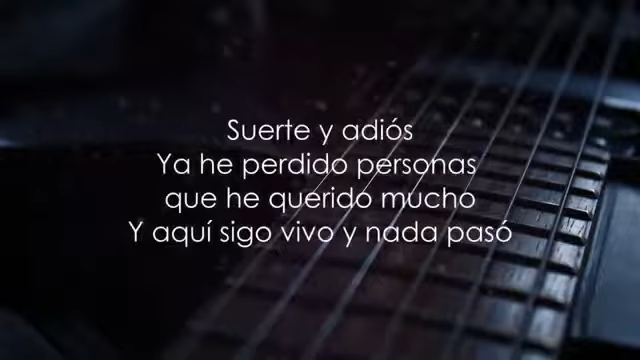 Suerte y adiós
Ya he perdido personas
que he querido mucho
Y aquí sigo vivo y nada pasó